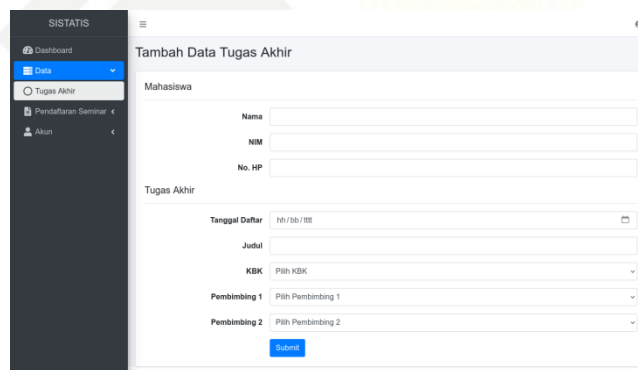 SISTATIS
Dashboard
Data
Tugas Akhir
Pendaftaran Seminar
Akun
Tambah Data Tugas Akhir
Mahasiswa
Nama
NIM
No. HP
Tugas Akhir
Tanggal Daftar hh/bb/tttt
Judul
KBK Pilih KBK
Pembimbing 1 Pilih Pembimbing 1
Pembimbing 2 Pilih Pembimbing 2
Submit